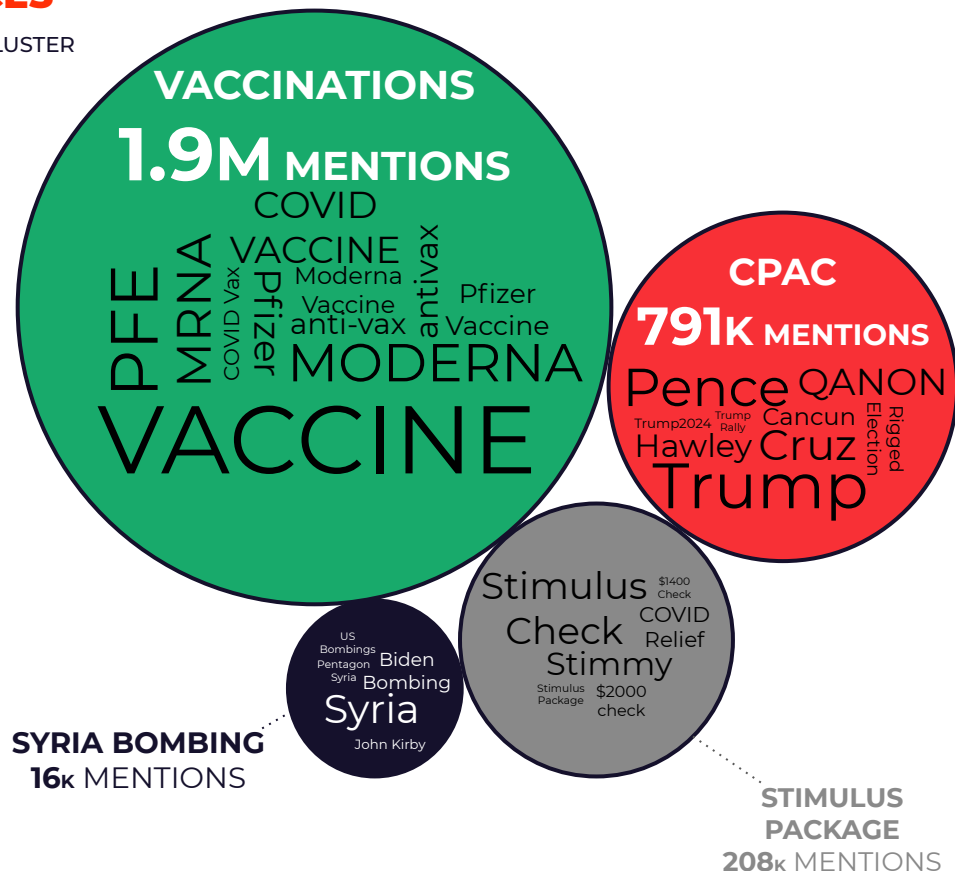 VACCINATIONS
1.9M MENTIONS
COVID
VACCINE
PFE
MRNA
COVID Vax
Pfizer
Moderna
Vaccine
anti-vax
antivax
Pfizer
Vaccine
MODERNA
VACCINE
CPAC
791K MENTIONS
Pence
QANON
Trump2024
Trump
Rally
Cancun
Hawley
Cruz
Rigged
Election
Trump
Stimulus
Check
$1400
Check
COVID
Relief
Stimmy
Stimulus
Package
$2000
check
US
Bombings
Pentagon
Syria
Biden
Bombing
Syria
John Kirby
SYRIA BOMBING
16K MENTIONS
STIMULUS
PACKAGE
208K MENTIONS